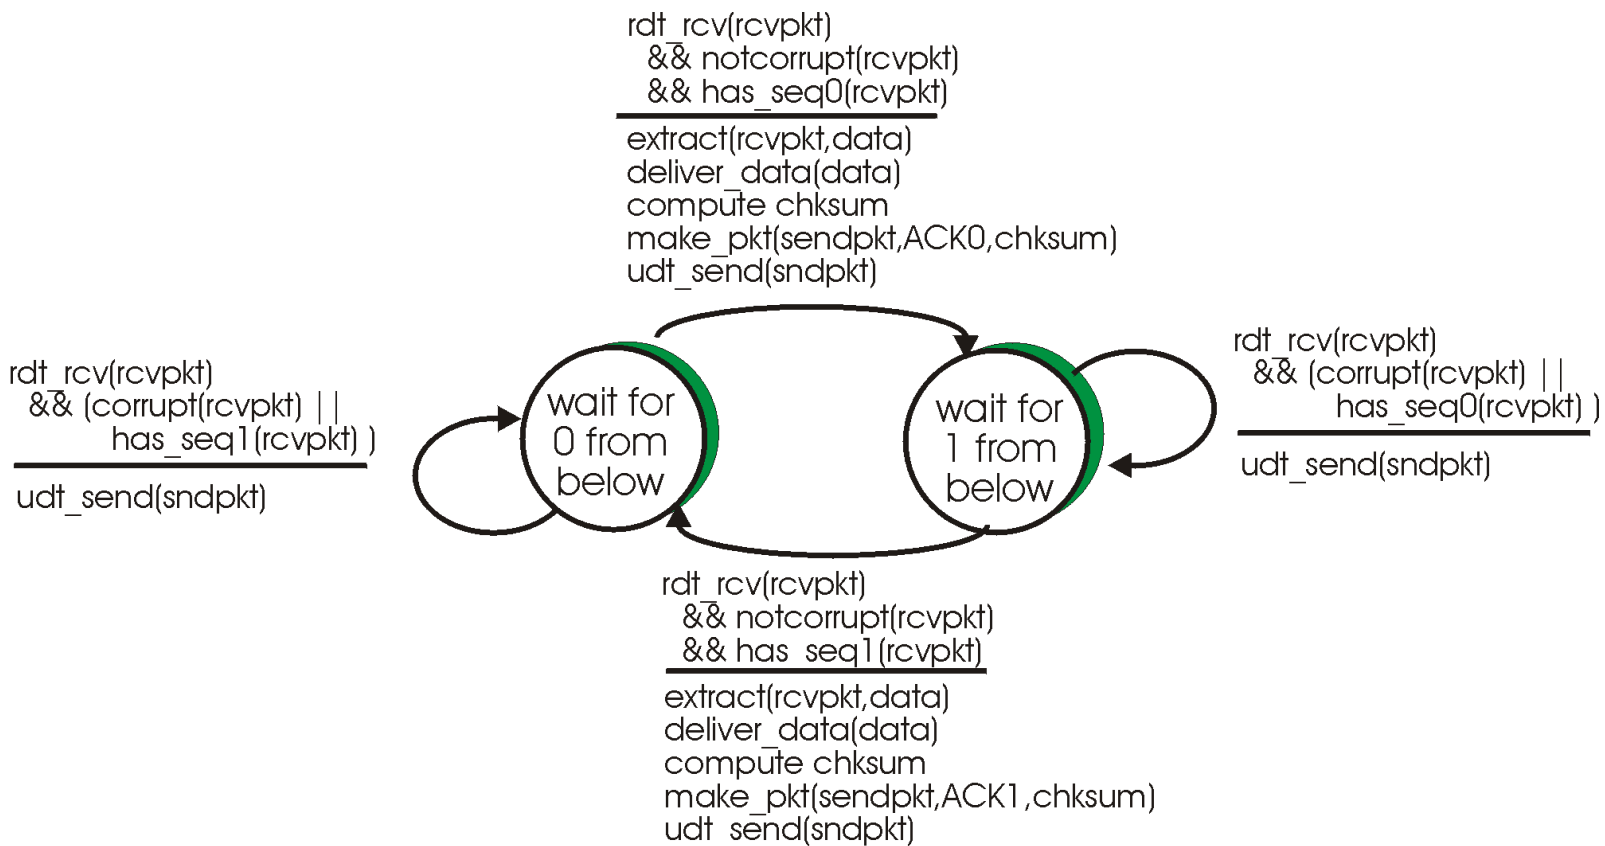 rdt_rcv(rcvpkt)
&& notcorrupt(rcvpkt)
&& has_seq0(rcvpkt)
extract(rcvpkt,data)
deliver_data(data)
compute chksum
make_pkt(sendpkt,ACK0,chksum)
udt_send(sndpkt)
rdt_rcv(rcvpkt)
&& (corrupt(rcvpkt) ||
has_seq1(rcvpkt) )
udt_send(sndpkt)
wait for
0 from
below
wait for
1 from
below
rdt_rcv(rcvpkt)
&& (corrupt(rcvpkt) ||
has_seq0(rcvpkt) )
udt_send(sndpkt)
rdt_rcv(rcvpkt)
&& notcorrupt(rcvpkt)
&& has_seq1(rcvpkt)
extract(rcvpkt,data)
deliver_data(data)
compute chksum
make_pkt(sendpkt,ACK1,chksum)
udt_send(sndpkt)